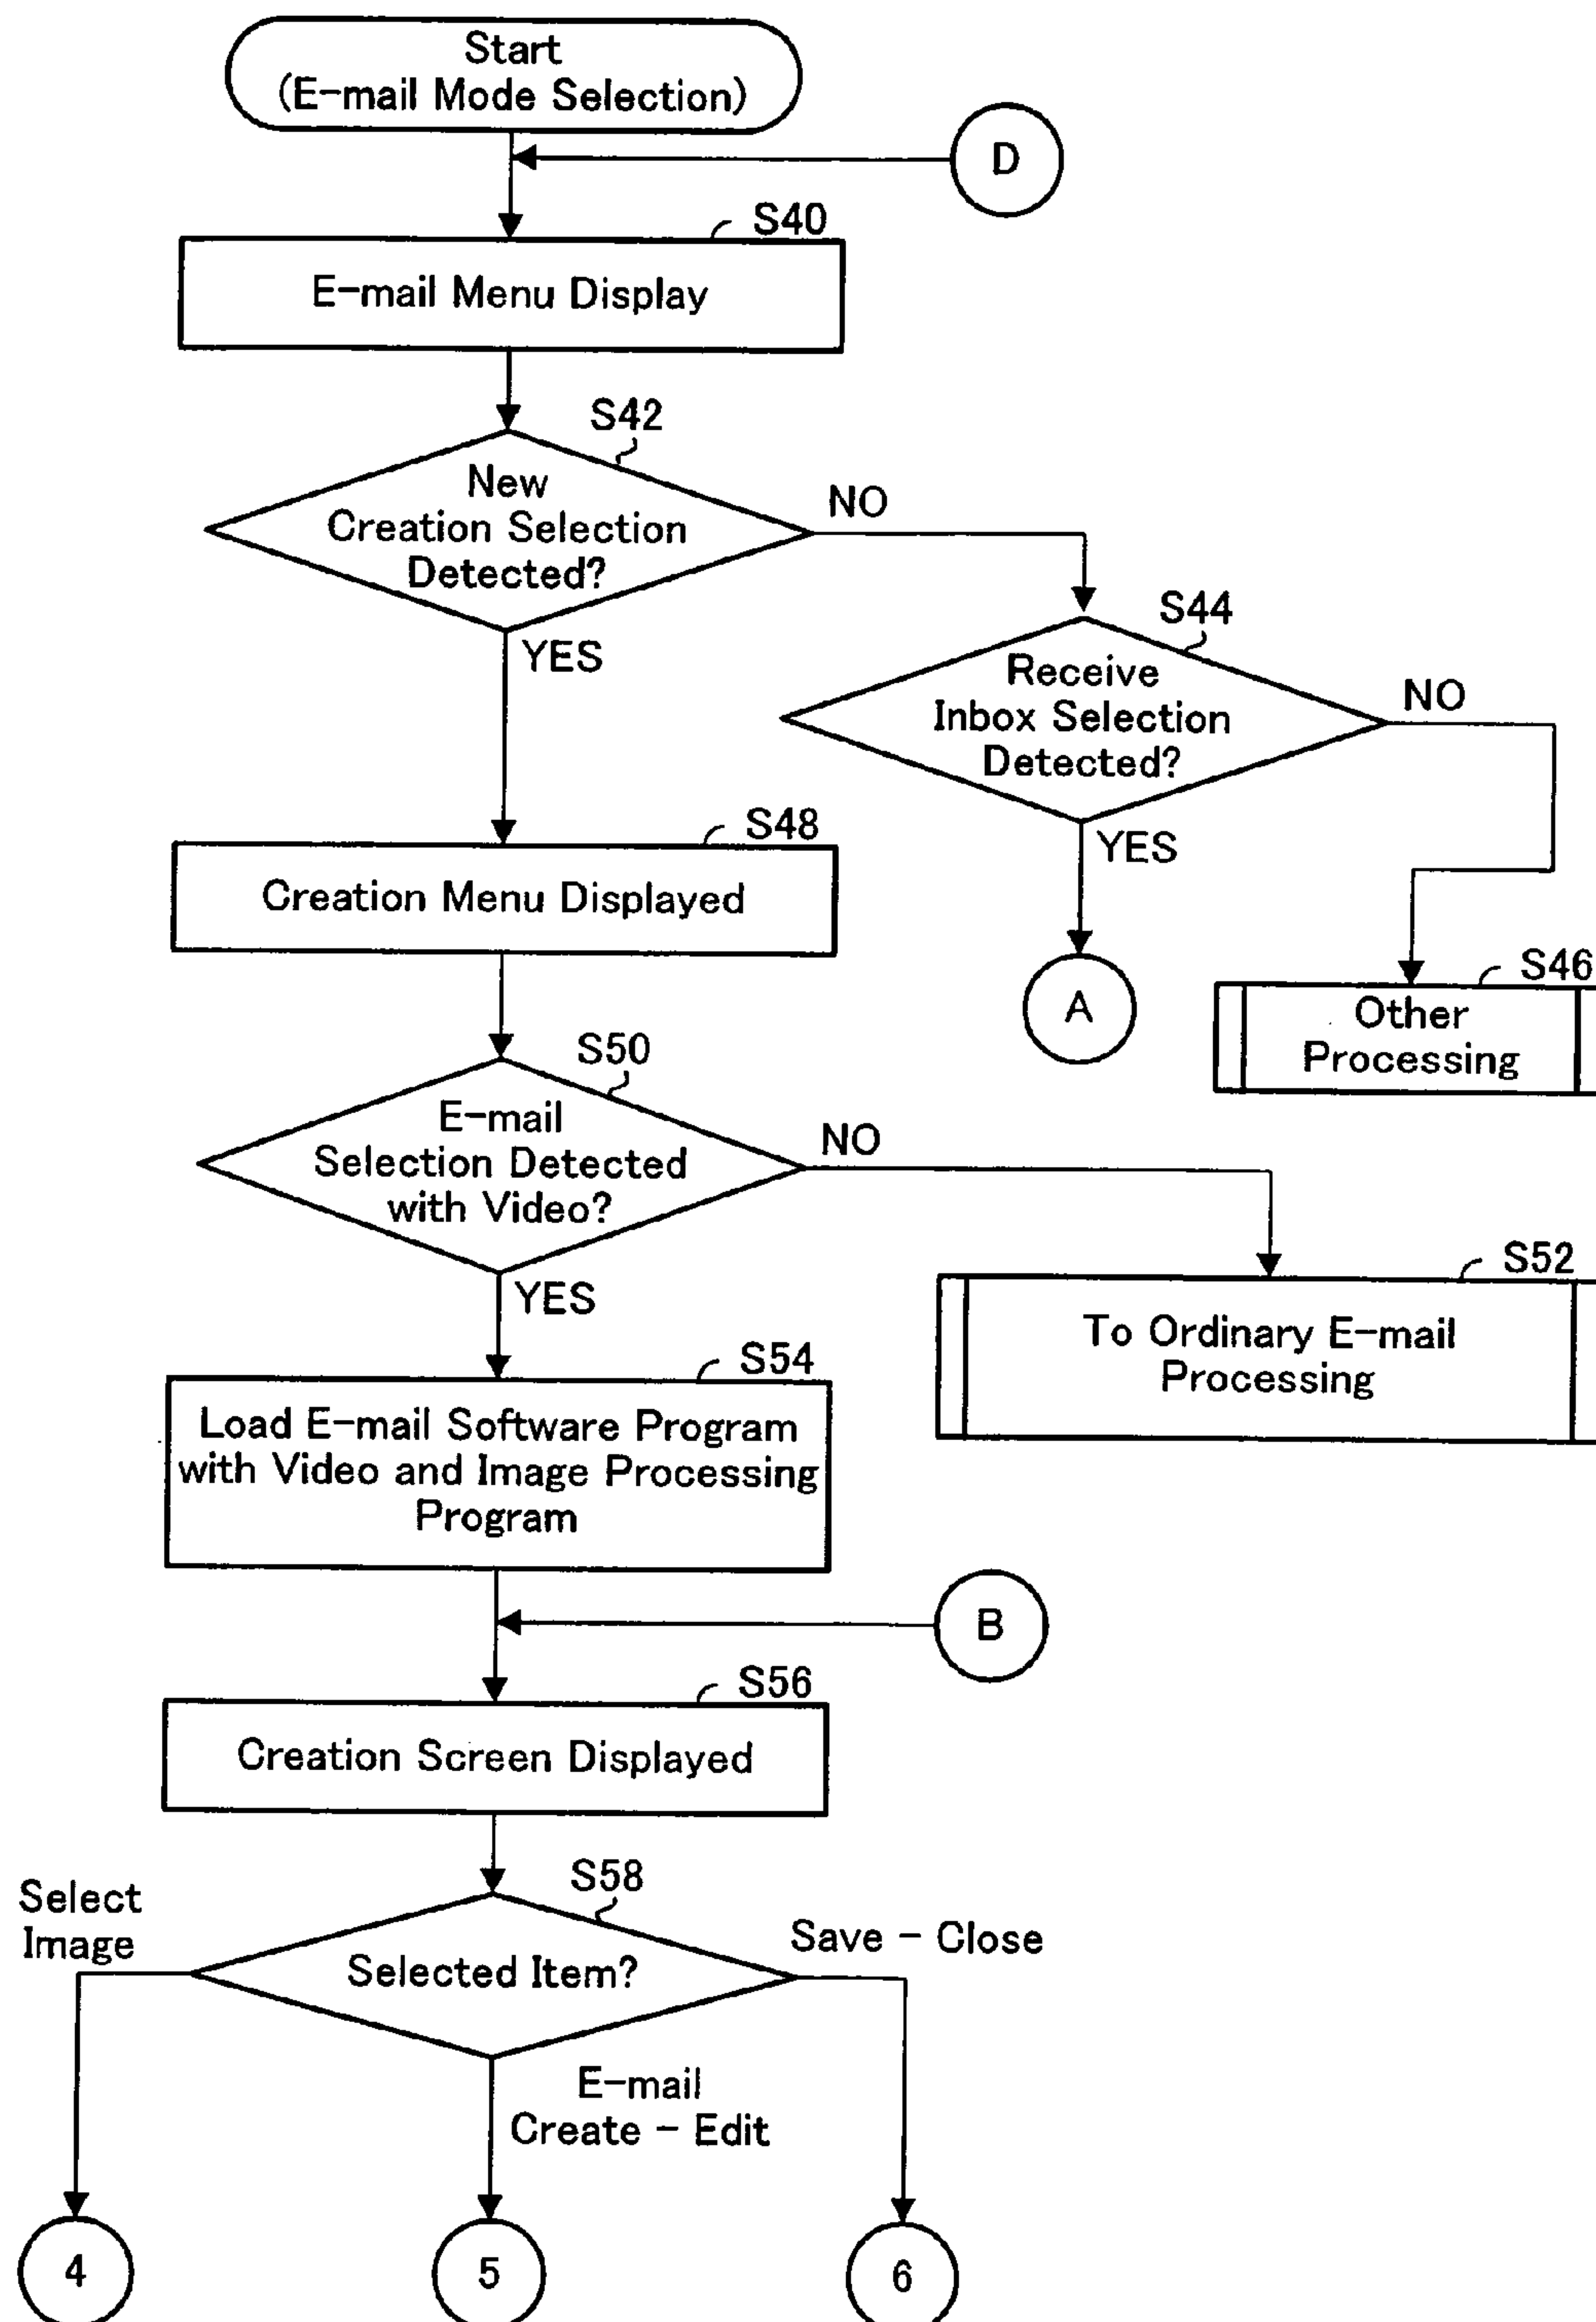 Start
(E-mail Mode Selection)
D
S40
E-mail Menu Display
S42
New
Creation Selection
Detected?
NO
YES
S44
Receive
Inbox Selection
Detected?
NO
YES
S48
Creation Menu Displayed
A
S46
Other
Processing
S50
E-mail
Selection Detected
with Video?
NO
YES
S52
To Ordinary E-mail
Processing
S54
Load E-mail Software Program
with Video and Image Processing
Program
B
S56
Creation Screen Displayed
S58
Selected Item?
Select
Image
Save - Close
E-mail
Create - Edit
4
5
6